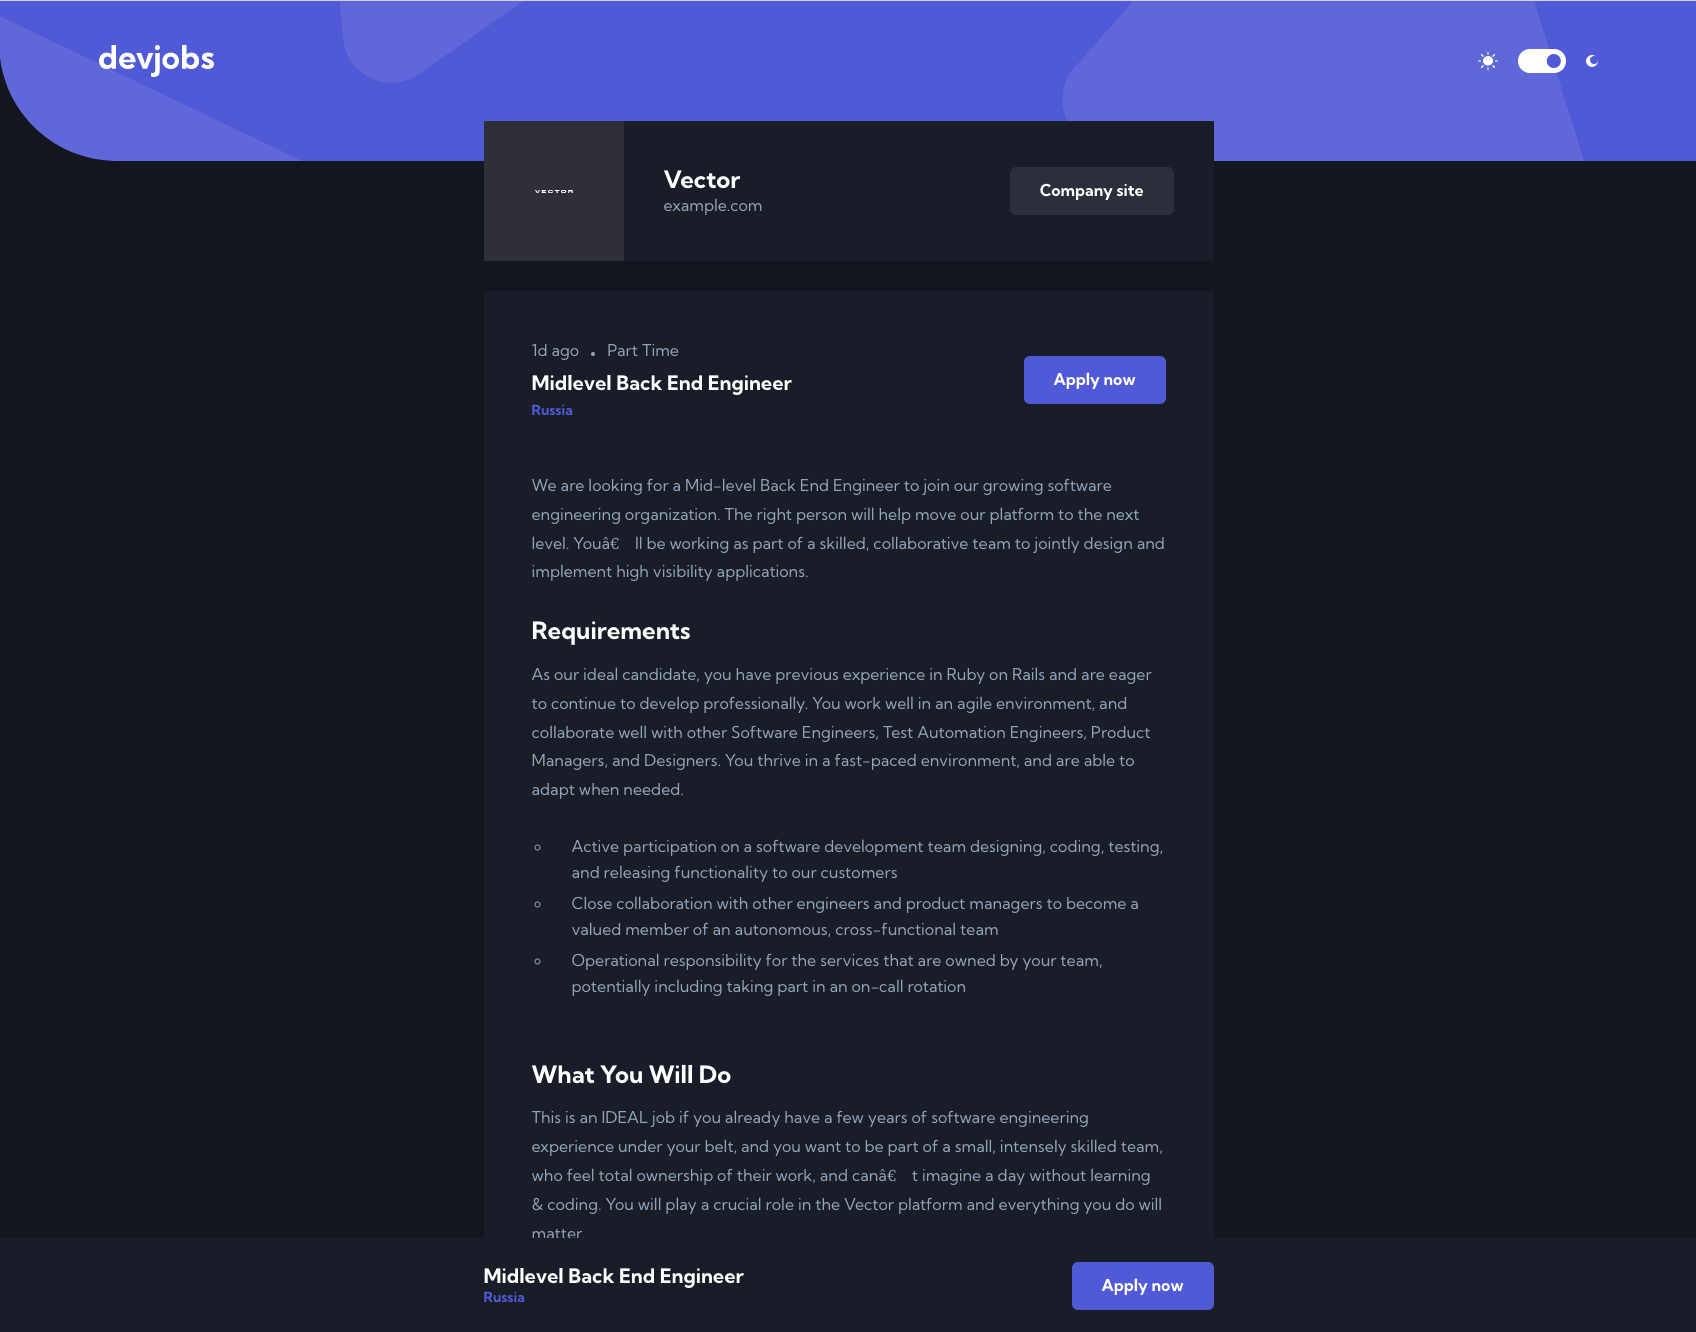 devjobs
VECTOR
Vector
example.com
Company site
1d ago • Part Time
Midlevel Back End Engineer
Russia
Apply now
We are looking for a Mid-level Back End Engineer to join our growing software
engineering organization. The right person will help move our platform to the next
level. Youâ€ ll be working as part of a skilled, collaborative team to jointly design and
implement high visibility applications.
Requirements
As our ideal candidate, you have previous experience in Ruby on Rails and are eager
to continue to develop professionally. You work well in an agile environment, and
collaborate well with other Software Engineers, Test Automation Engineers, Product
Managers, and Designers. You thrive in a fast-paced environment, and are able to
adapt when needed.
Active participation on a software development team designing, coding, testing,
and releasing functionality to our customers
Close collaboration with other engineers and product managers to become a
valued member of an autonomous, cross-functional team
Operational responsibility for the services that are owned by your team,
potentially including taking part in an on-call rotation
What You Will Do
This is an IDEAL job if you already have a few years of software engineering
experience under your belt, and you want to be part of a small, intensely skilled team,
who feel total ownership of their work, and canâ€ t imagine a day without learning
& coding. You will play a crucial role in the Vector platform and everything you do will
matter.
Midlevel Back End Engineer
Russia
Apply now